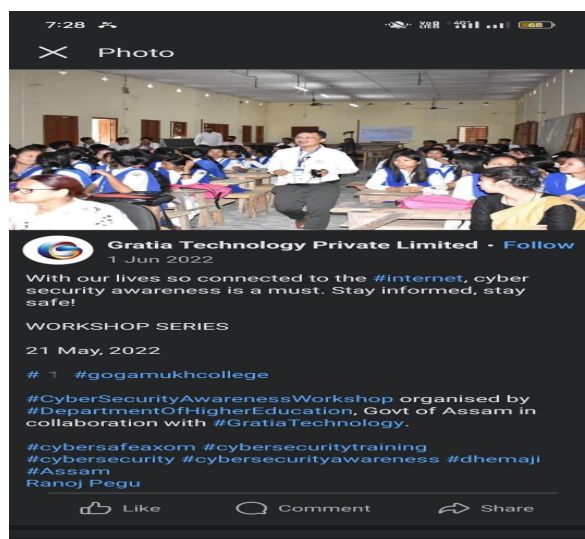 7:28
68
Photo
Gratia Technology Private Limited • Follow
1 Jun 2022
With our lives so connected to the #internet, cyber
security awareness is a must. Stay informed, stay
safe!
WORKSHOP SERIES
21 May, 2022
# 1 #gogamukhcollege
#CyberSecurityAwarenessWorkshop organised by
#DepartmentOfHigherEducation, Govt of Assam in
collaboration with #GratiaTechnology.
#cybersafeaxom #cybersecuritytraining
#cybersecurity #cybersecurityawareness #dhemaji
#Assam
Ranoj Pegu
Like Comment Share